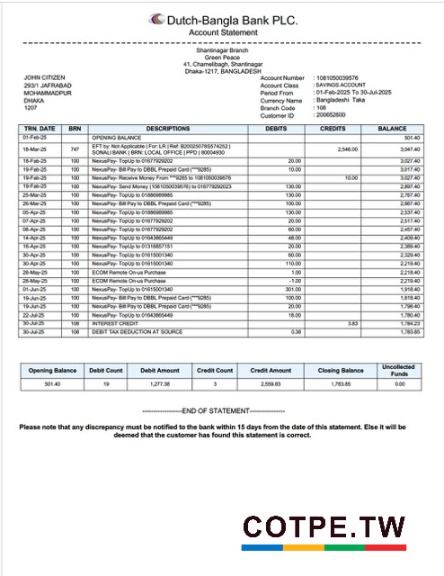 Dutch-Bangla Bank PLC.
Account Statement
Shantinagar Branch
Green Peace
41, Chamelibagh, Shantinagar
Dhaka-1217, BANGLADESH
JOHN CITIZEN
293/1 JAFRABAD
MOHAMMADPUR
DHAKA
1207
Account Number : 1081050039576
Account Class : SAVINGS ACCOUNT
Period From : 01-Feb-2025 To 30-Jul-2025
Currency Name : Bangladeshi Taka
Branch Code : 108
Customer ID : 200652600
TRN. DATE BRN DESCRIPTIONS DEBITS CREDITS BALANCE
01-Feb-25 OPENING BALANCE 501.40
18-Mar-25 747 EFT by: Not Applicable | For: LR | Ref: | SONALI BANK | BRN: LOCAL OFFICE | PPD | 80004930 2,546.00 3,047.40
18-Feb-25 100 NexusPay- TopUp to 01677929202 20.00 3,027.40
19-Feb-25 100 NexusPay- Bill Pay to DBBL Prepaid Card (***9285) 10.00 3,017.40
19-Feb-25 100 NexusPay- Receive Money From ***9285 to 1081050039576 10.00 3,027.40
19-Feb-25 100 NexusPay- Send Money (1081050039576) to 016779292023 130.00 2,897.40
25-Mar-25 100 NexusPay- TopUp to 01886989985 130.00 2,767.40
26-Mar-25 100 NexusPay- Bill Pay to DBBL Prepaid Card (***9285) 100.00 2,667.40
05-Apr-25 100 NexusPay- TopUp to 01886989985 130.00 2,537.40
07-Apr-25 100 NexusPay- TopUp to 01677929202 20.00 2,517.40
08-Apr-25 100 NexusPay- TopUp to 01677929202 60.00 2,457.40
14-Apr-25 100 NexusPay- TopUp to 01643865449 48.00 2,409.40
16-Apr-25 100 NexusPay- TopUp to 01316857151 20.00 2,389.40
30-Apr-25 100 NexusPay- TopUp to 01615001340 60.00 2,329.40
30-Apr-25 100 NexusPay- TopUp to 01615001340 110.00 2,219.40
28-May-25 100 ECOM Remote On-us Purchase 1.00 2,218.40
28-May-25 100 ECOM Remote On-us Purchase -1.00 2,219.40
01-Jun-25 100 NexusPay- TopUp to 01615001340 301.00 1,918.40
19-Jun-25 100 NexusPay- Bill Pay to DBBL Prepaid Card (***9285) 100.00 1,818.40
19-Jun-25 100 NexusPay- Bill Pay to DBBL Prepaid Card (***9285) 20.00 1,798.40
22-Jul-25 100 NexusPay- TopUp to 01643865449 18.00 1,780.40
30-Jul-25 108 INTEREST CREDIT 3.83 1,784.23
30-Jul-25 108 DEBIT TAX DEDUCTION AT SOURCE 0.38 1,783.85
Opening Balance Debit Count Debit Amount Credit Count Credit Amount Closing Balance Uncollected Funds
501.40 19 1,277.38 3 2,559.83 1,783.85 0.00
----------------END OF STATEMENT----------------
Please note that any discrepancy must be notified to the bank within 15 days from the date of this statement. Else it will be
deemed that the customer has found this statement is correct.
COTPE.TW